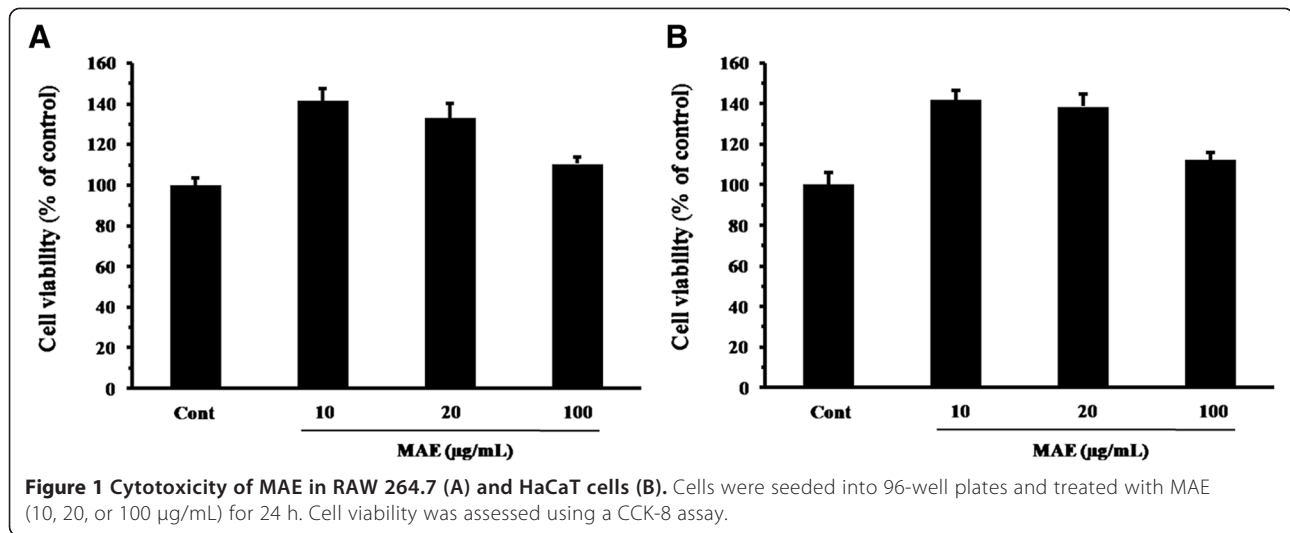 A
160
140
120
100
80
60
40
20
0
Cell viability (% of control)
Cont
10
20
100
MAE (µg/mL)
B
160
140
120
100
80
60
40
20
0
Cell viability (% of control)
Cont
10
20
100
MAE (µg/mL)
Figure 1 Cytotoxicity of MAE in RAW 264.7 (A) and HaCaT cells (B). Cells were seeded into 96-well plates and treated with MAE
(10, 20, or 100 µg/mL) for 24 h. Cell viability was assessed using a CCK-8 assay.